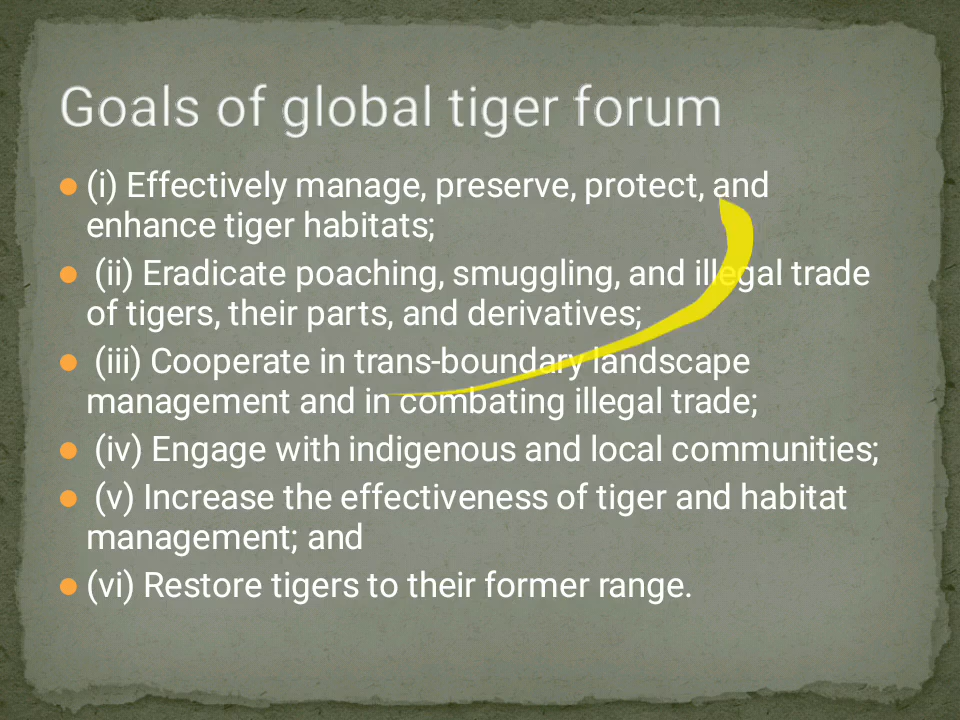 Goals of global tiger forum
(i) Effectively manage, preserve, protect, and
enhance tiger habitats;
(ii) Eradicate poaching, smuggling, and illegal trade
of tigers, their parts, and derivatives;
(iii) Cooperate in trans-boundary landscape
management and in combating illegal trade;
(iv) Engage with indigenous and local communities;
(v) Increase the effectiveness of tiger and habitat
management; and
(vi) Restore tigers to their former range.